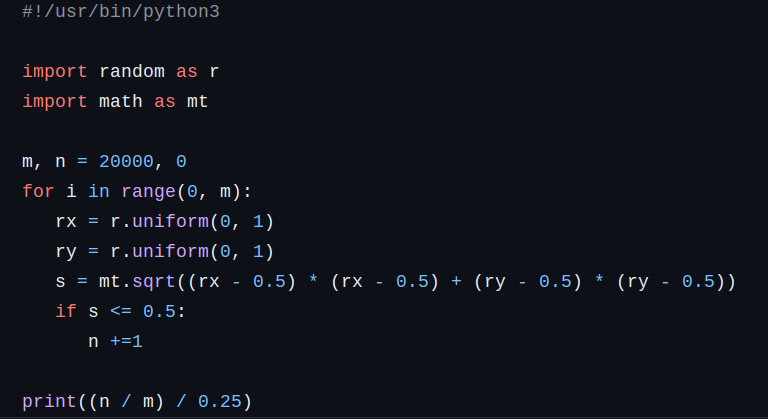 #!/usr/bin/python3

import random as r
import math as mt

m, n = 20000, 0
for i in range(0, m):
   rx = r.uniform(0, 1)
   ry = r.uniform(0, 1)
   s = mt.sqrt((rx - 0.5) * (rx - 0.5) + (ry - 0.5) * (ry - 0.5))
   if s <= 0.5:
      n +=1

print((n / m) / 0.25)